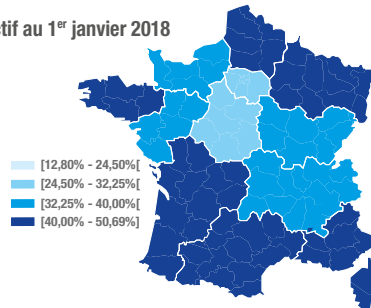 tif au 1er janvier 2018
[12,80% - 24,50%[
[24,50% - 32,25%[
[32,25% - 40,00%[
[40,00% - 50,69%]